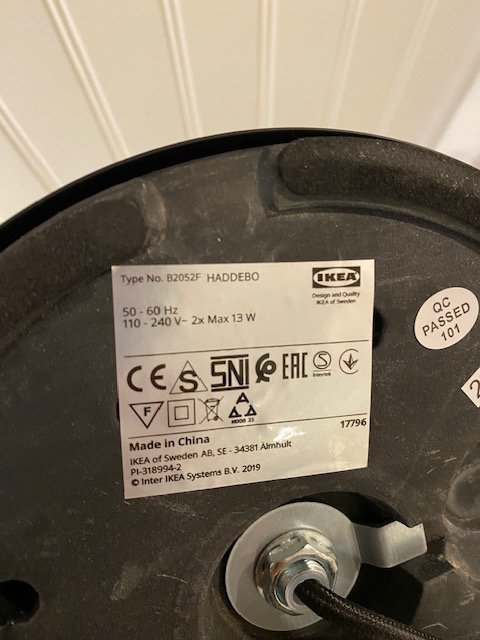 Type No. B2052F HADDEBO
IKEA
Design and Quality
IKEA of Sweden
50 - 60 Hz
110 - 240 V~ 2x Max 13 W
QC
PASSED
101
CE S SNI EAC S
Intertek
F
Made in China
17796
IKEA of Sweden AB, SE - 34381 Älmhult
PI-318994-2
© Inter IKEA Systems B.V. 2019
2